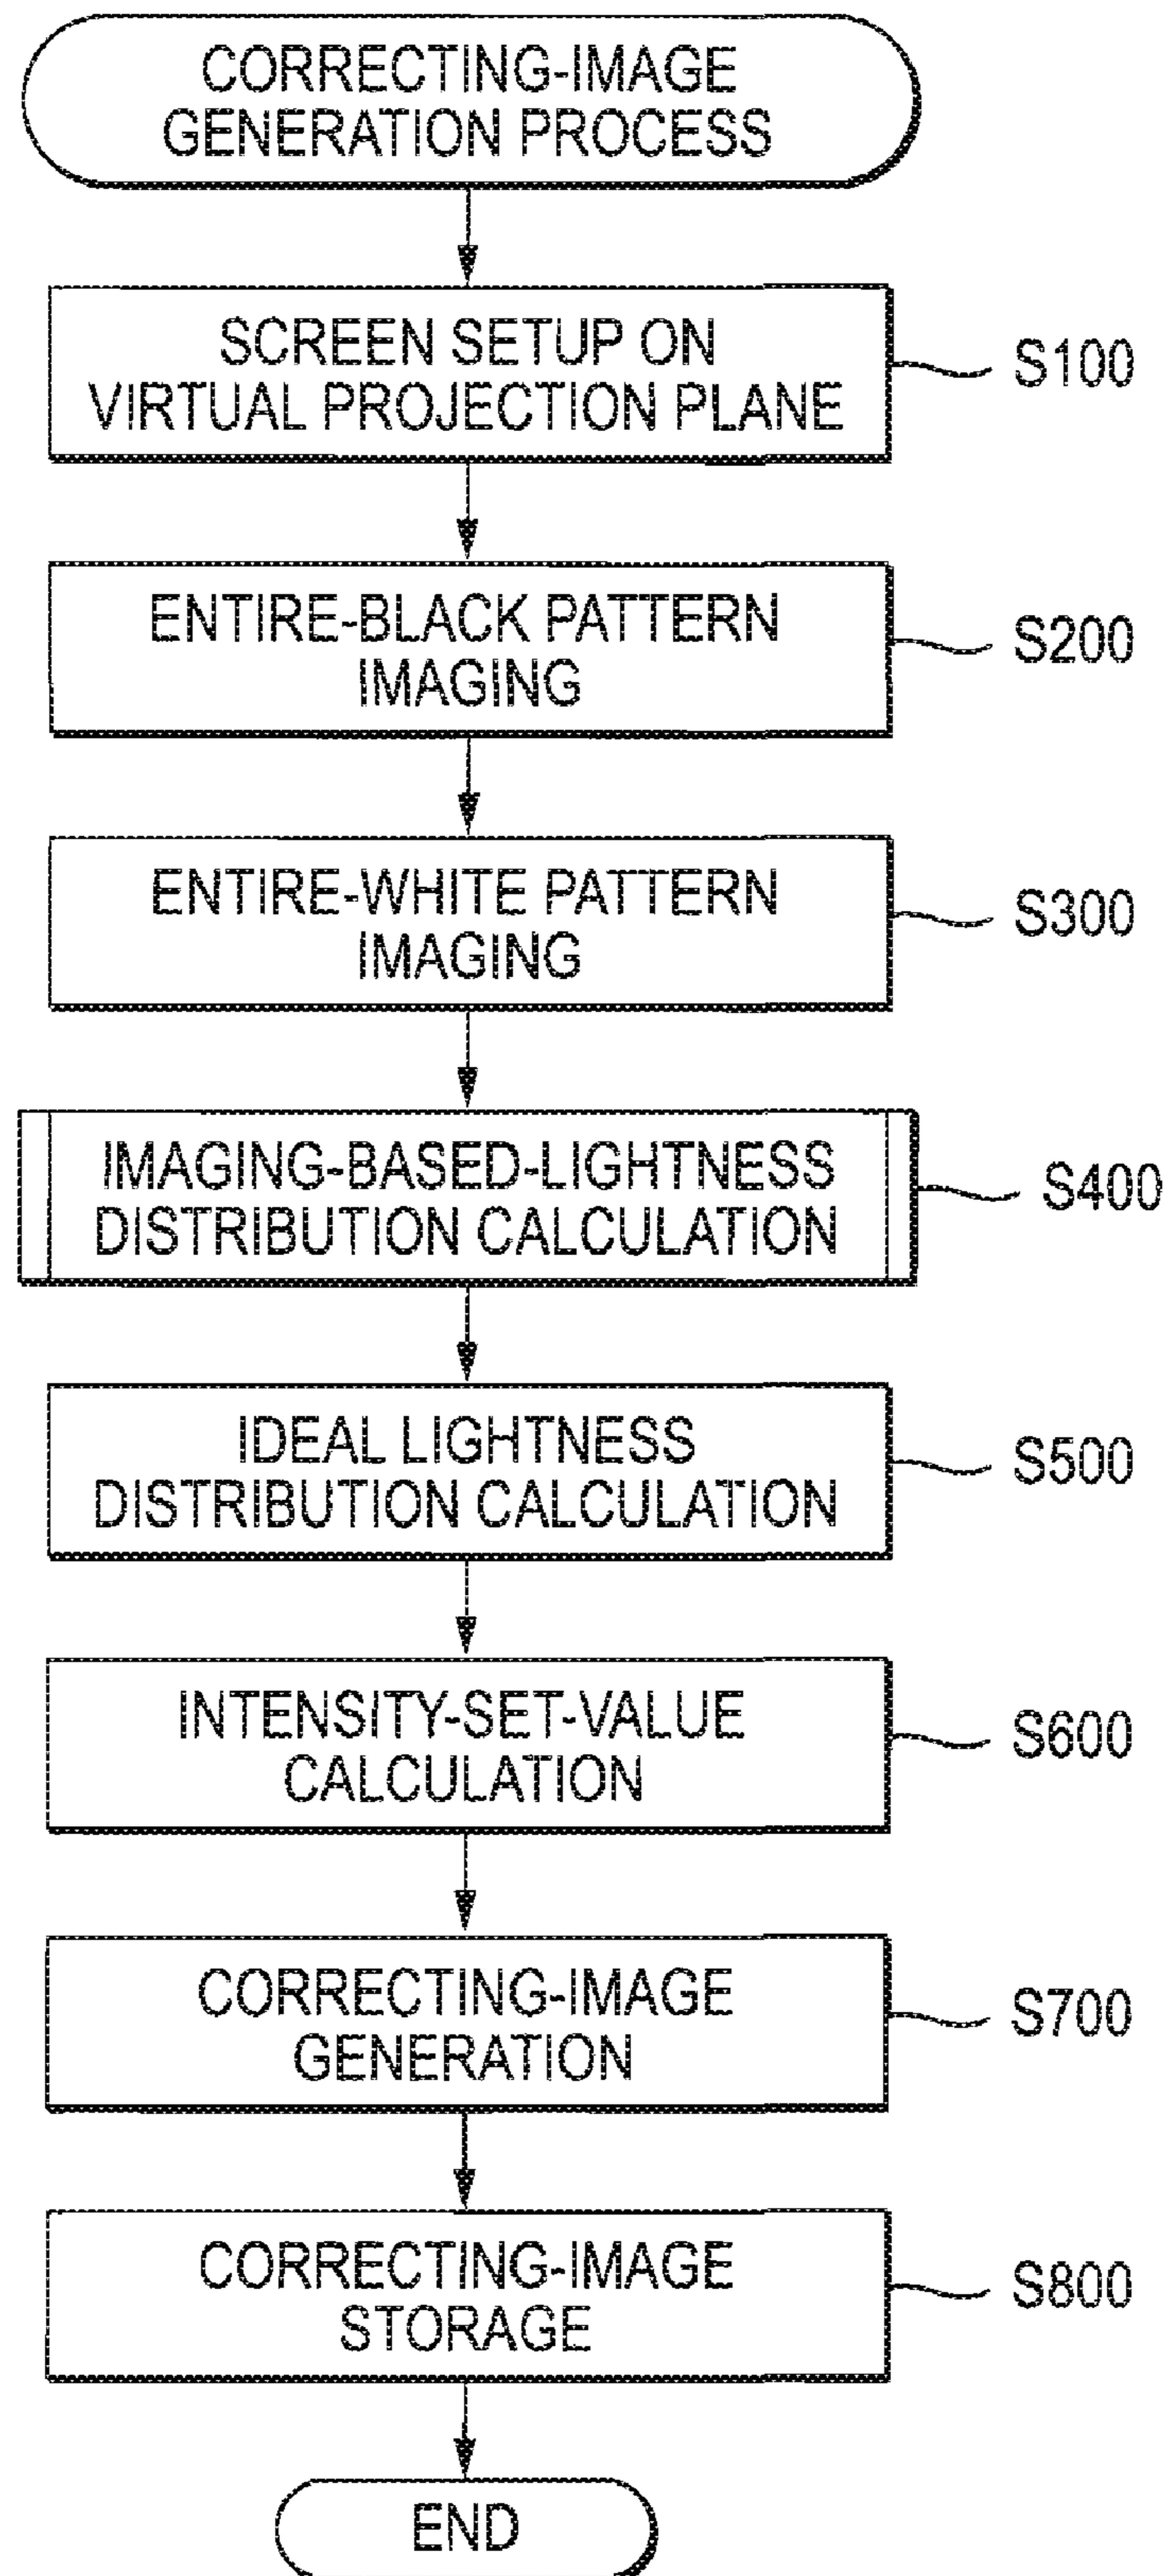 CORRECTING-IMAGE
GENERATION PROCESS
SCREEN SETUP ON
VIRTUAL PROJECTION PLANE
S100
ENTIRE-BLACK PATTERN
IMAGING
S200
ENTIRE-WHITE PATTERN
IMAGING
S300
IMAGING-BASED-LIGHTNESS
DISTRIBUTION CALCULATION
S400
IDEAL LIGHTNESS
DISTRIBUTION CALCULATION
S500
INTENSITY-SET-VALUE
CALCULATION
S600
CORRECTING-IMAGE
GENERATION
S700
CORRECTING-IMAGE
STORAGE
S800
END